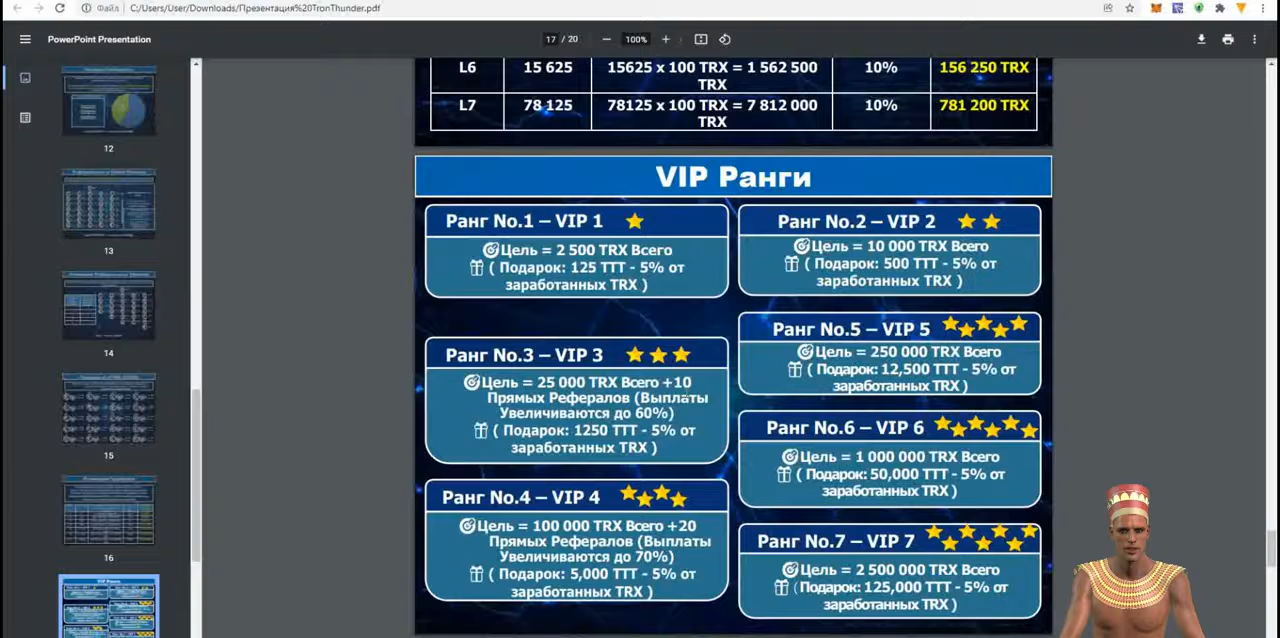 Файл
C:/Users/User/Downloads/Презентация%20TronThunder.pdf
PowerPoint Presentation
17 / 20
100%
12
13
14
15
16
L6 15 625 15625 x 100 TRX = 1 562 500 10% 156 250 TRX
TRX
L7 78 125 78125 x 100 TRX = 7 812 000 10% 781 200 TRX
TRX
VIP Ранги
Ранг No.1 – VIP 1
Цель = 2 500 TRX Всего
( Подарок: 125 TTT - 5% от
заработанных TRX )
Ранг No.2 – VIP 2
Цель = 10 000 TRX Всего
( Подарок: 500 TTT - 5% от
заработанных TRX )
Ранг No.3 – VIP 3
Цель = 25 000 TRX Всего +10
Прямых Рефералов (Выплаты
Увеличиваются до 60%)
( Подарок: 1250 TTT - 5% от
заработанных TRX )
Ранг No.4 – VIP 4
Цель = 100 000 TRX Всего +20
Прямых Рефералов (Выплаты
Увеличиваются до 70%)
( Подарок: 5,000 TTT - 5% от
заработанных TRX )
Ранг No.5 – VIP 5
Цель = 250 000 TRX Всего
( Подарок: 12,500 TTT - 5% от
заработанных TRX )
Ранг No.6 – VIP 6
Цель = 1 000 000 TRX Всего
( Подарок: 50,000 TTT - 5% от
заработанных TRX )
Ранг No.7 – VIP 7
Цель = 2 500 000 TRX Всего
( Подарок: 125,000 TTT - 5% от
заработанных TRX )